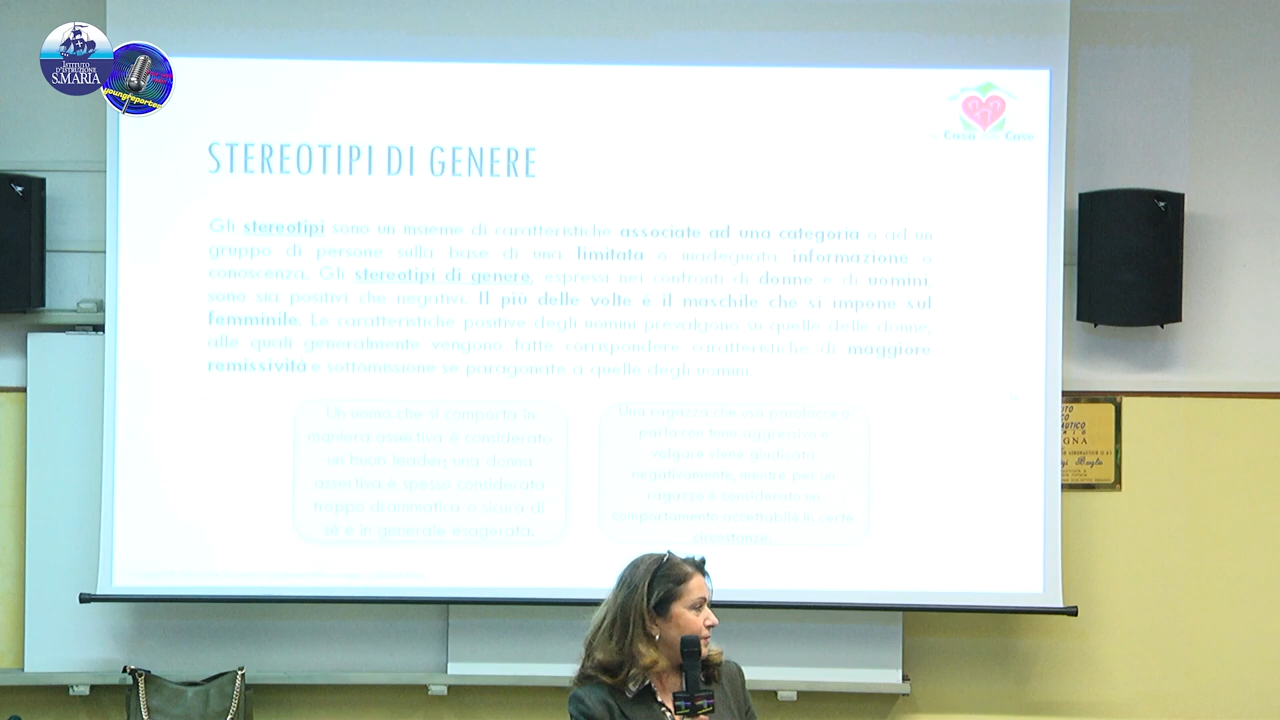 ISTITUTO
D'ISTRUZIONE
S.MARIA
youngreporter
Casa Case
STEREOTIPI DI GENERE
Gli stereotipi sono un insieme di caratteristiche associate ad una categoria o ad un
gruppo di persone sulla base di una limitata o inadeguata informazione o
conoscenza. Gli stereotipi di genere, espressi nei confronti di donne e di uomini
sono sia positivi che negativi. Il più delle volte è il maschile che si impone sul
femminile. Le caratteristiche positive degli uomini prevalgono su quelle delle donne,
alle quali generalmente vengono fatte corrispondere caratteristiche di maggiore
remissività e sottomissione se paragonate a quelle degli uomini.
Un uomo che si comporta in
maniera assertiva è considerato
un buon leader; una donna
assertiva è spesso considerata
troppo drammatica o sicura di
sé e in generale esagerata.
Una ragazza che usa parolacce o
parla con tono aggressivo e
volgare viene giudicata
negativamente, mentre per un
ragazzo è considerato un
comportamento accettabile in certe
circostanze.